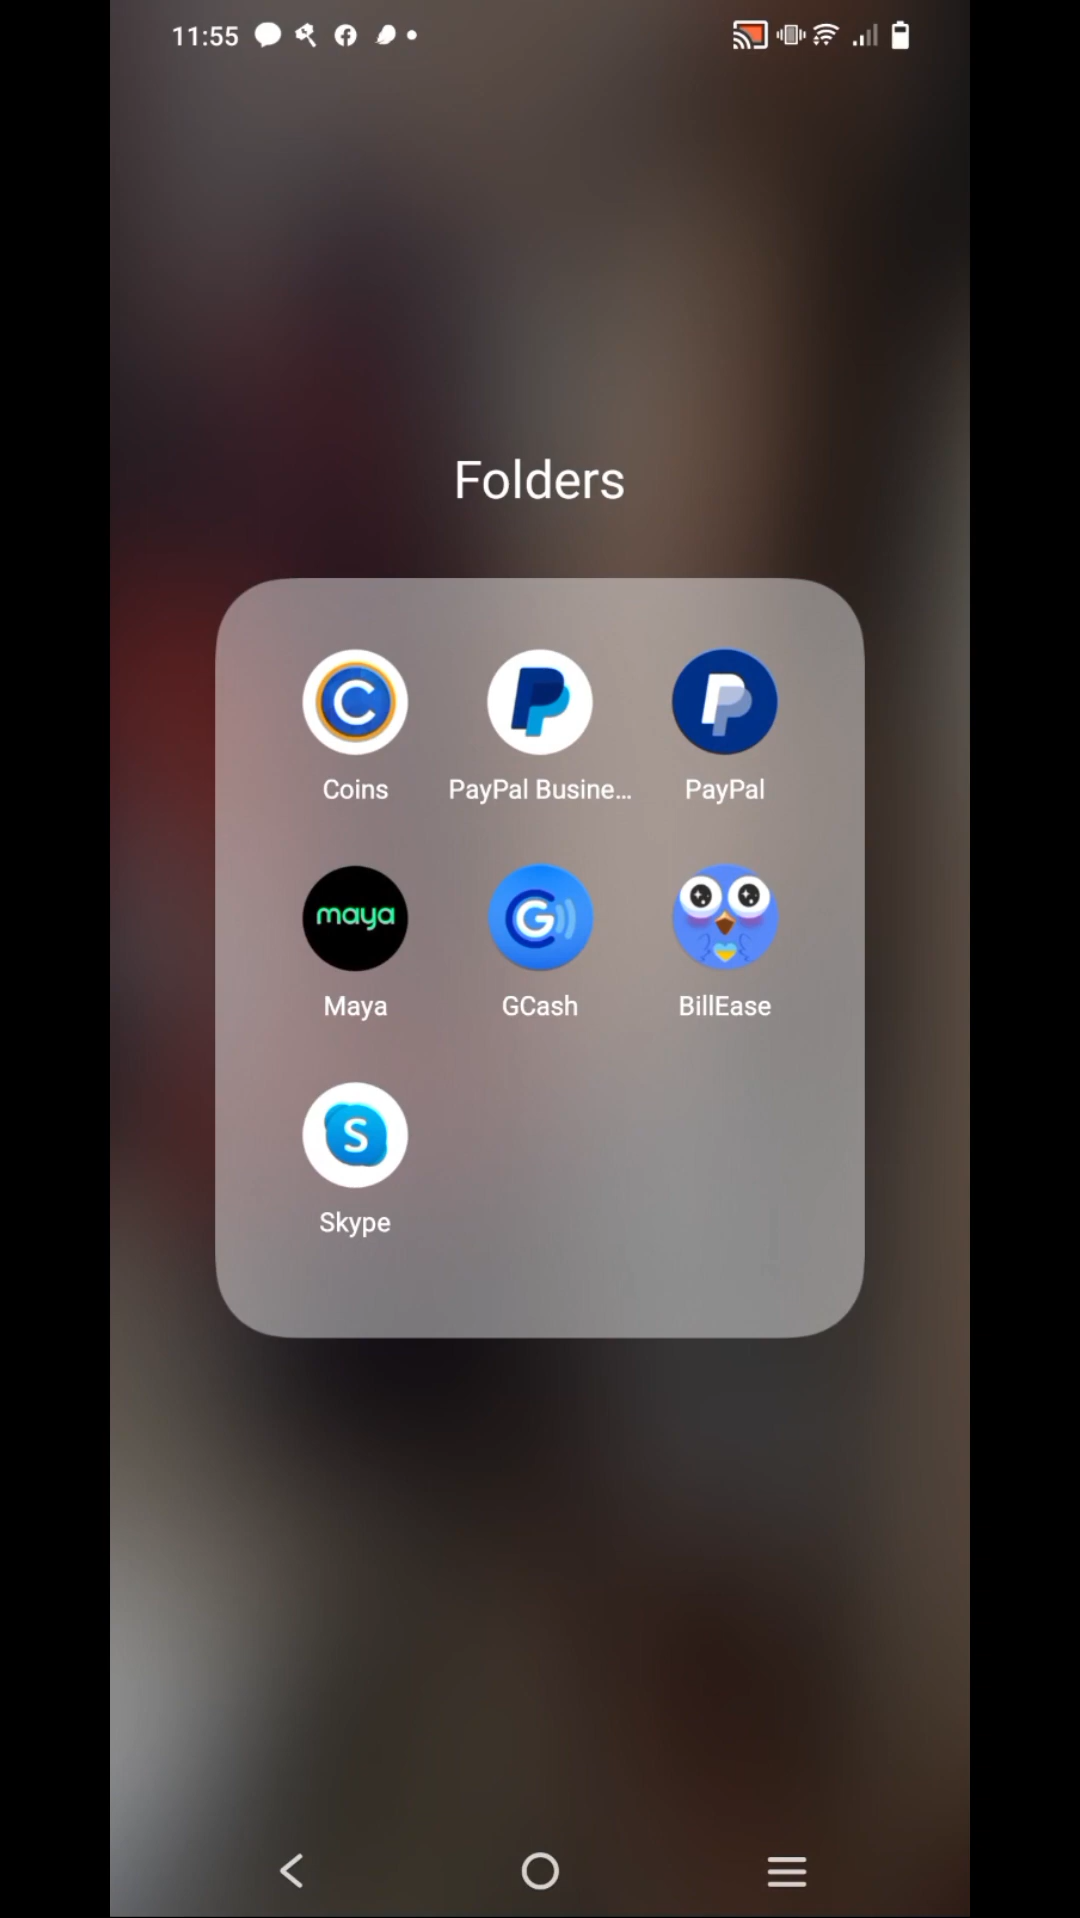 11:55
Folders
Coins
PayPal Busine...
PayPal
maya
Maya
GCash
BillEase
Skype